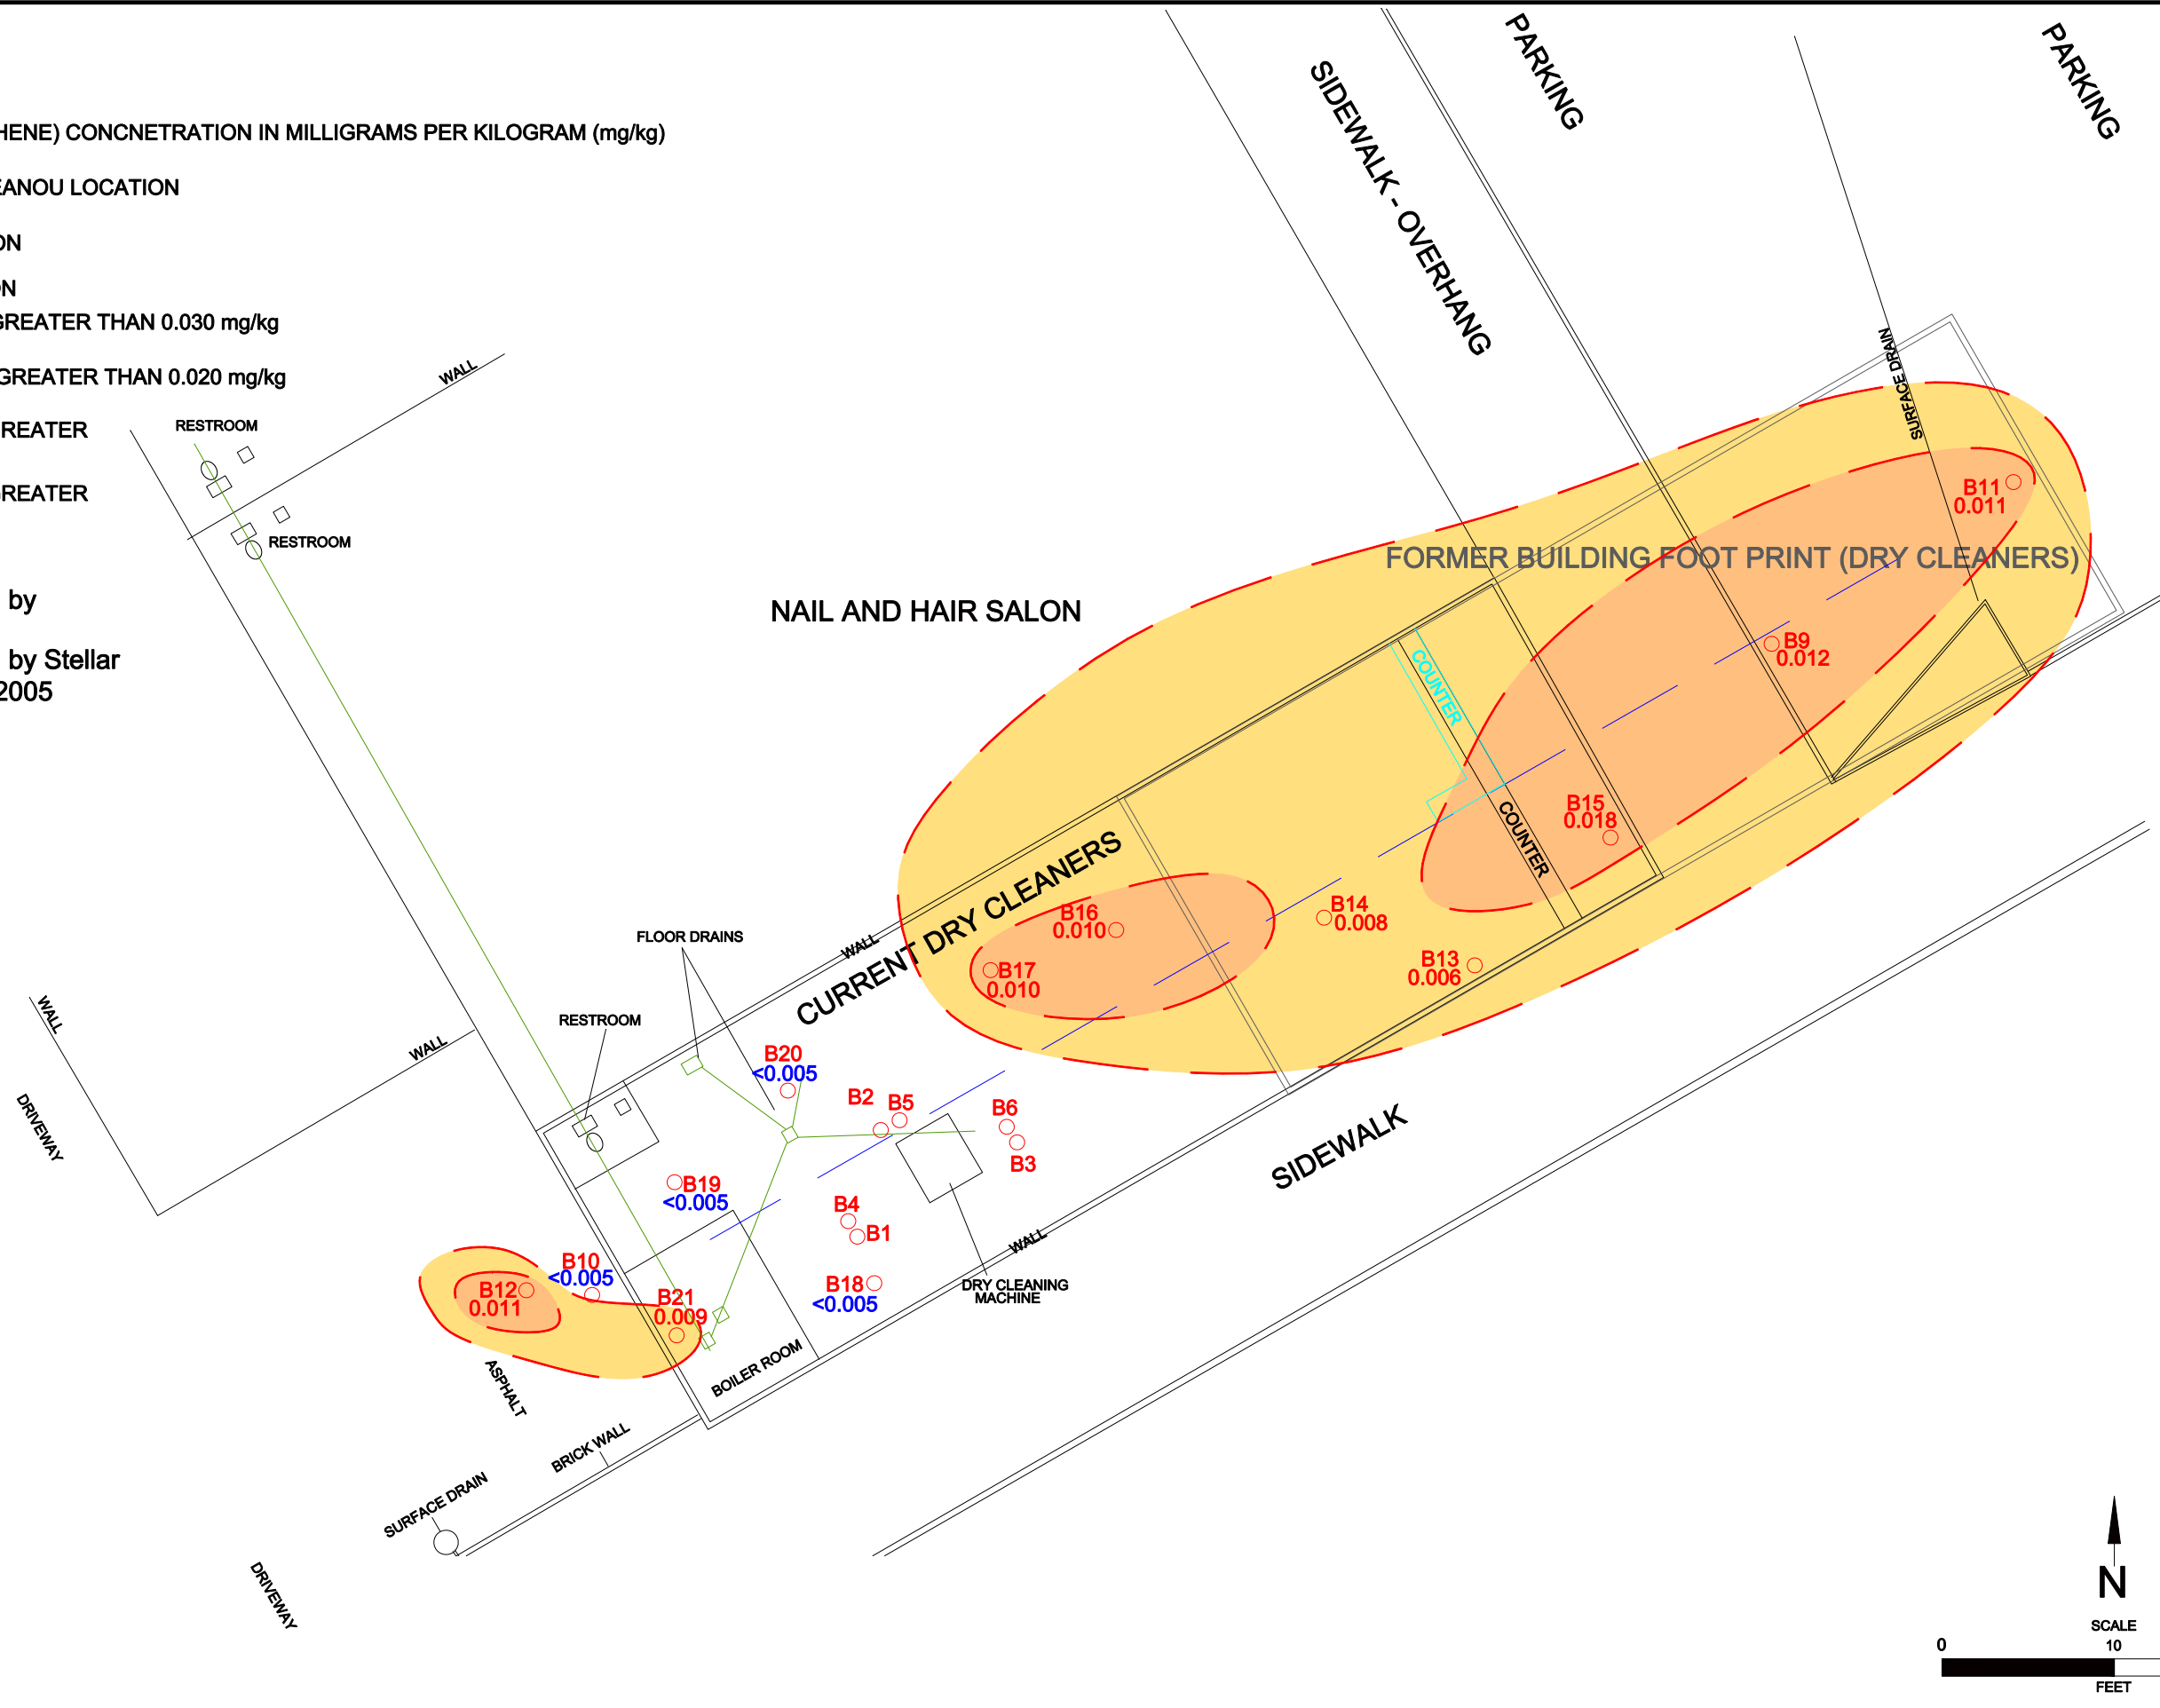 HENE) CONCNETRATION IN MILLIGRAMS PER KILOGRAM (mg/kg)
EANOU LOCATION
ON
ON
GREATER THAN 0.030 mg/kg
GREATER THAN 0.020 mg/kg
REATER
GREATER
by
by Stellar
2005
PARKING
PARKING
SIDEWALK - OVERHANG
SURFACE DRAIN
WALL
RESTROOM
RESTROOM
NAIL AND HAIR SALON
FORMER BUILDING FOOT PRINT (DRY CLEANERS)
B11
0.011
B9
0.012
COUNTER
COUNTER
B15
0.018
B14
0.008
B13
0.006
B16
0.010
B17
0.010
CURRENT DRY CLEANERS
WALL
FLOOR DRAINS
RESTROOM
WALL
WALL
DRIVEWAY
B20
<0.005
B2
B5
B6
B3
B19
<0.005
B4
B1
B18
<0.005
WALL
DRY CLEANING
MACHINE
SIDEWALK
B10
<0.005
B12
0.011
B21
0.009
BOILER ROOM
ASPHALT
BRICK WALL
SURFACE DRAIN
DRIVEWAY
N
SCALE
0
10
FEET